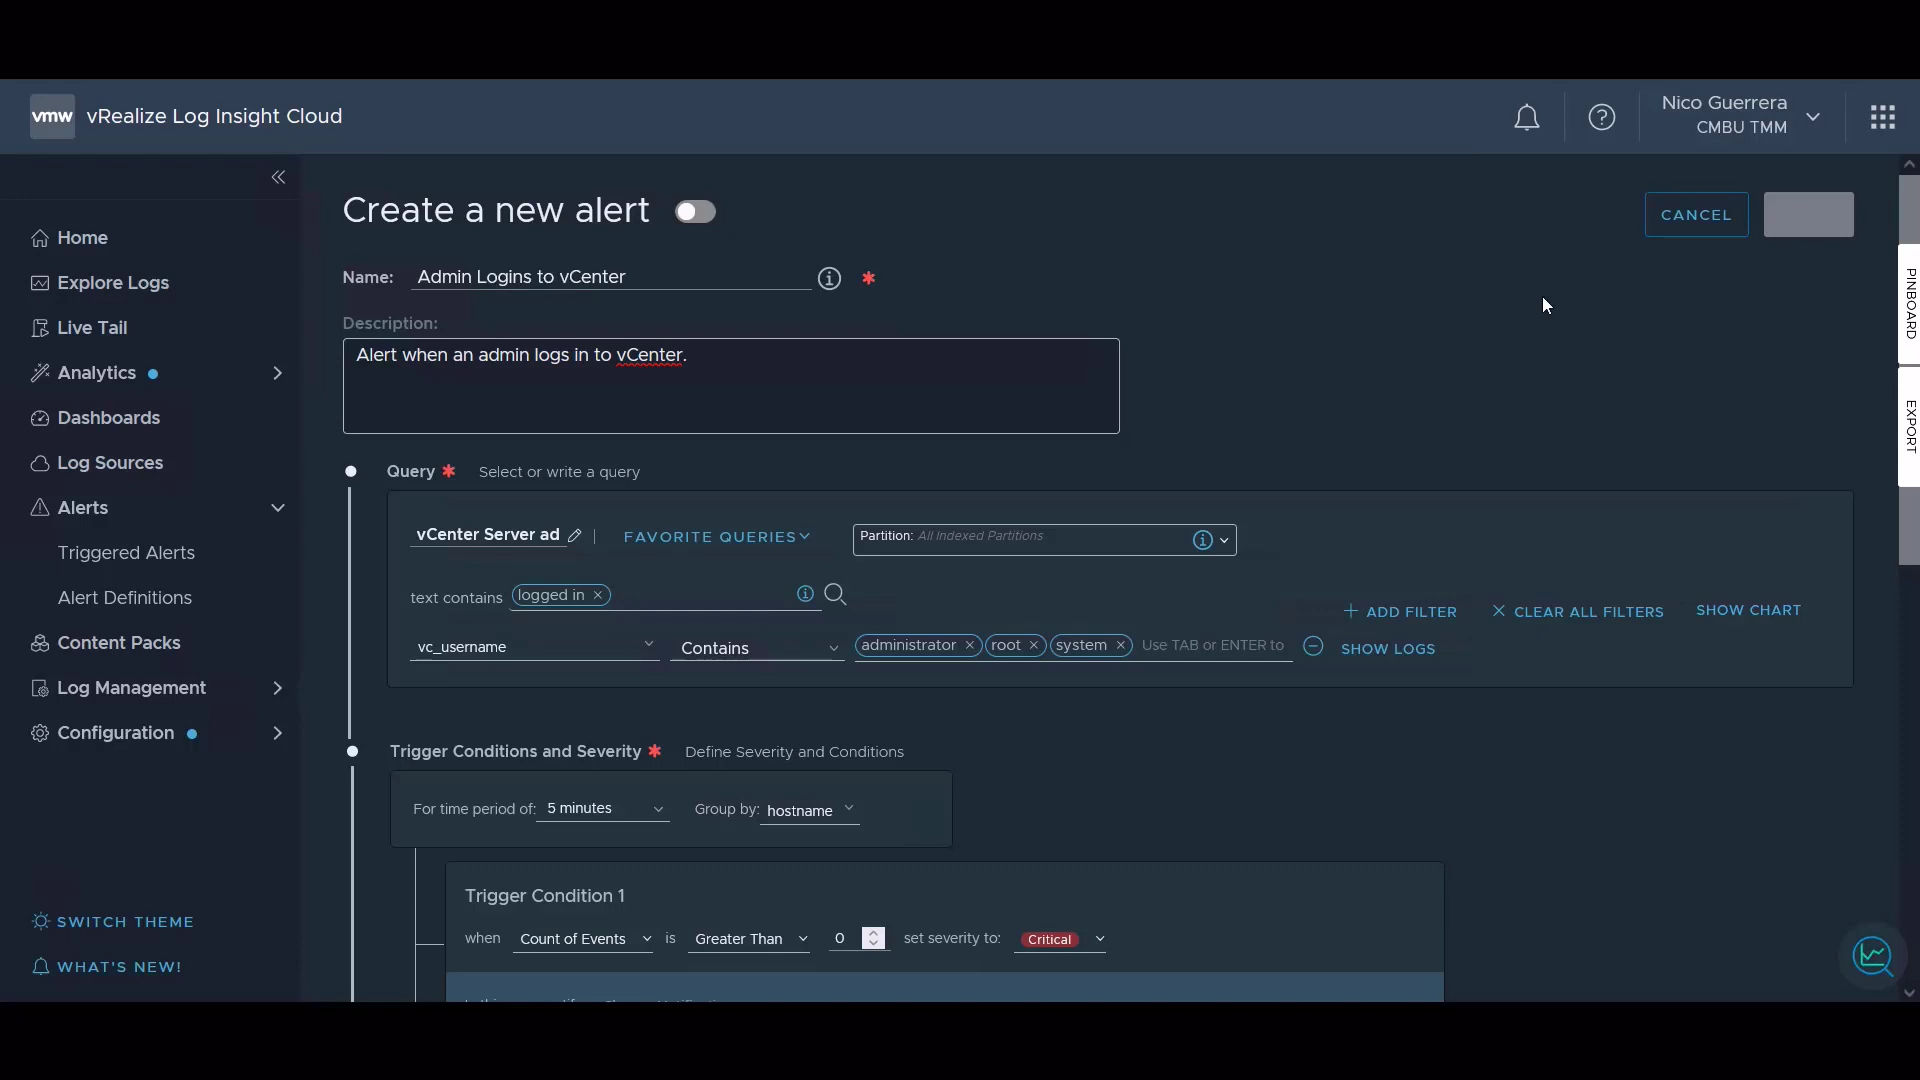 vmw vRealize Log Insight Cloud
Nico Guerrera
CMBU TMM
Home
Explore Logs
Live Tail
Analytics
Dashboards
Log Sources
Alerts
Triggered Alerts
Alert Definitions
Content Packs
Log Management
Configuration
SWITCH THEME
WHAT'S NEW!
Create a new alert
CANCEL
Name: Admin Logins to vCenter
Description:
Alert when an admin logs in to vCenter.
Query * Select or write a query
vCenter Server ad | FAVORITE QUERIES Partition: All Indexed Partitions
text contains logged in ×
+ ADD FILTER × CLEAR ALL FILTERS SHOW CHART
vc_username Contains administrator × root × system × Use TAB or ENTER to SHOW LOGS
Trigger Conditions and Severity * Define Severity and Conditions
For time period of: 5 minutes Group by: hostname
Trigger Condition 1
when Count of Events is Greater Than 0 set severity to: Critical
PINBOARD
EXPORT